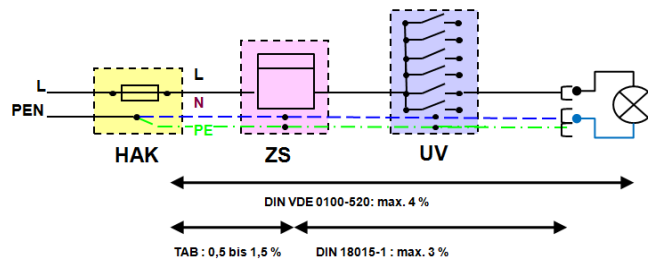 L
L
N
PEN
PE
HAK
ZS
UV
DIN VDE 0100-520: max. 4 %
TAB : 0,5 bis 1,5 %
DIN 18015-1 : max. 3 %